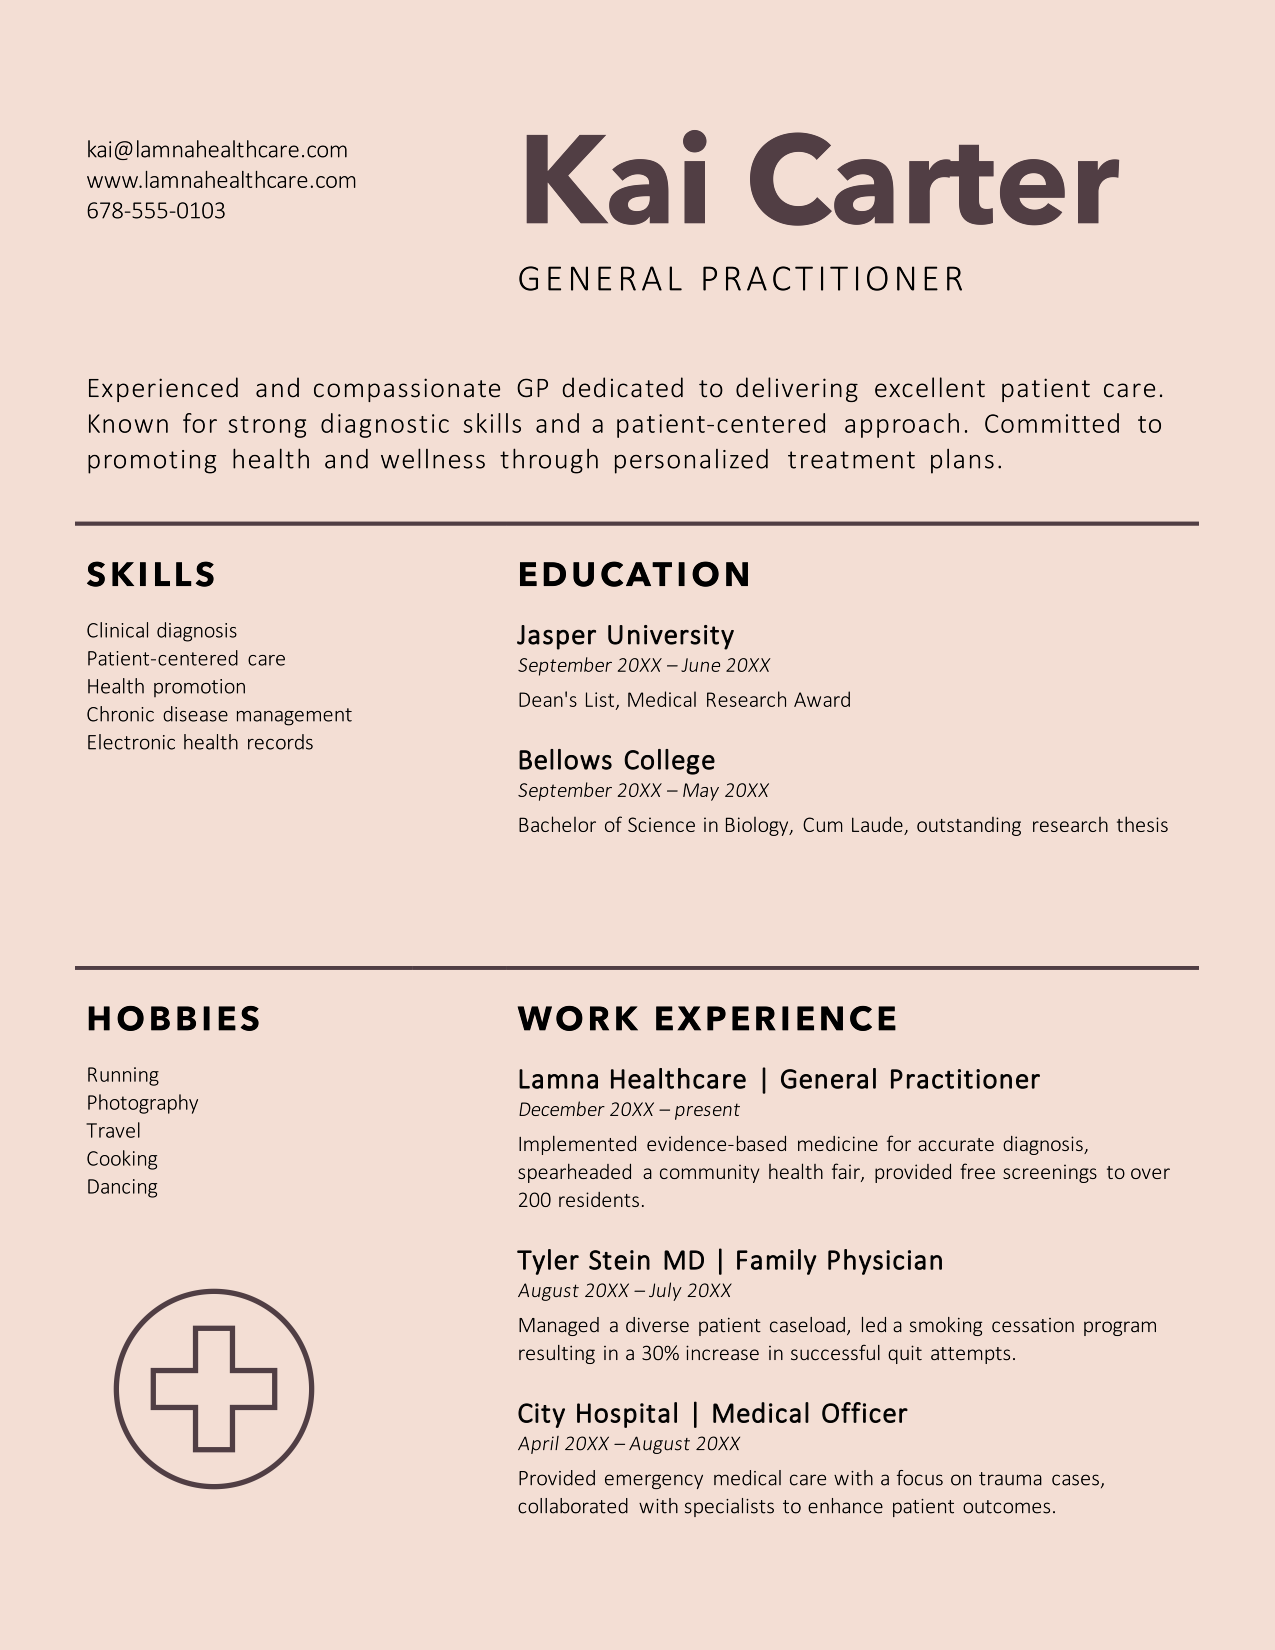 kai@lamnahealthcare.com
www.lamnahealthcare.com
678-555-0103
Kai Carter
GENERAL PRACTITIONER
Experienced and compassionate GP dedicated to delivering excellent patient care.
Known for strong diagnostic skills and a patient-centered approach. Committed to
promoting health and wellness through personalized treatment plans.
SKILLS
Clinical diagnosis
Patient-centered care
Health promotion
Chronic disease management
Electronic health records
EDUCATION
Jasper University
September 20XX – June 20XX
Dean's List, Medical Research Award
Bellows College
September 20XX – May 20XX
Bachelor of Science in Biology, Cum Laude, outstanding research thesis
HOBBIES
Running
Photography
Travel
Cooking
Dancing
WORK EXPERIENCE
Lamna Healthcare | General Practitioner
December 20XX – present
Implemented evidence-based medicine for accurate diagnosis,
spearheaded a community health fair, provided free screenings to over
200 residents.
Tyler Stein MD | Family Physician
August 20XX – July 20XX
Managed a diverse patient caseload, led a smoking cessation program
resulting in a 30% increase in successful quit attempts.
City Hospital | Medical Officer
April 20XX – August 20XX
Provided emergency medical care with a focus on trauma cases,
collaborated with specialists to enhance patient outcomes.